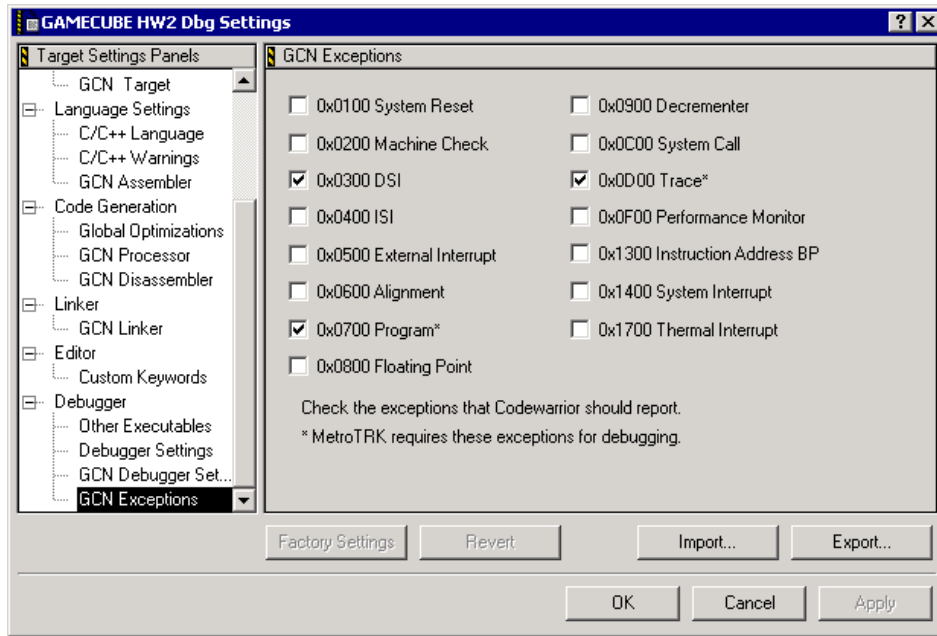 GAMECUBE HW2 Dbg Settings
Target Settings Panels
GCN Target
Language Settings
C/C++ Language
C/C++ Warnings
GCN Assembler
Code Generation
Global Optimizations
GCN Processor
GCN Disassembler
Linker
GCN Linker
Editor
Custom Keywords
Debugger
Other Executables
Debugger Settings
GCN Debugger Set...
GCN Exceptions
GCN Exceptions
0x0100 System Reset
0x0200 Machine Check
0x0300 DSI
0x0400 ISI
0x0500 External Interrupt
0x0600 Alignment
0x0700 Program*
0x0800 Floating Point
0x0900 Decrementer
0x0C00 System Call
0x0D00 Trace*
0x0F00 Performance Monitor
0x1300 Instruction Address BP
0x1400 System Interrupt
0x1700 Thermal Interrupt
Check the exceptions that Codewarrior should report.
* MetroTRK requires these exceptions for debugging.
Factory Settings
Revert
Import...
Export...
OK
Cancel
Apply